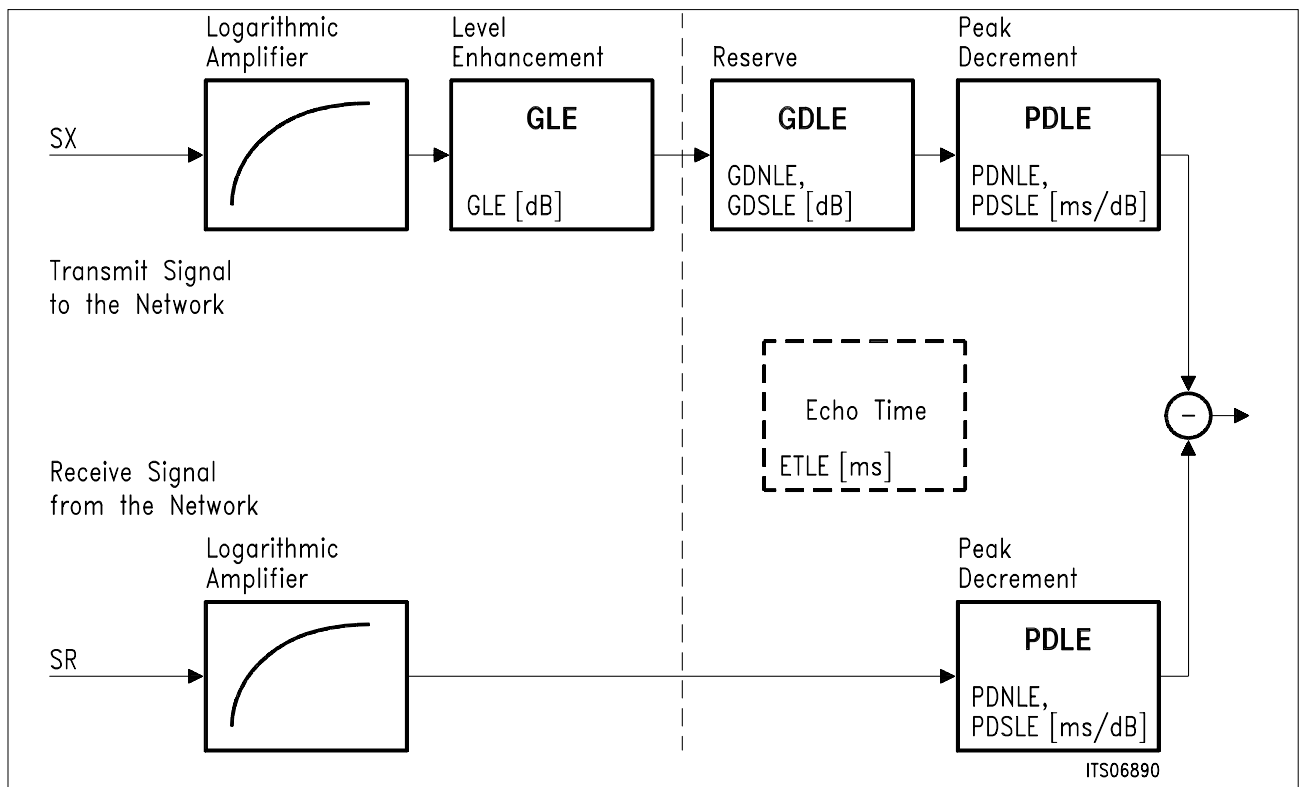 Logarithmic
Amplifier
Level
Enhancement
Reserve
Peak
Decrement
SX
GLE
GLE [dB]
GDLE
GDNLE,
GDSLE [dB]
PDLE
PDNLE,
PDSLE [ms/dB]
Transmit Signal
to the Network
Echo Time
ETLE [ms]
−
Receive Signal
from the Network
Logarithmic
Amplifier
Peak
Decrement
SR
PDLE
PDNLE,
PDSLE [ms/dB]
ITS06890